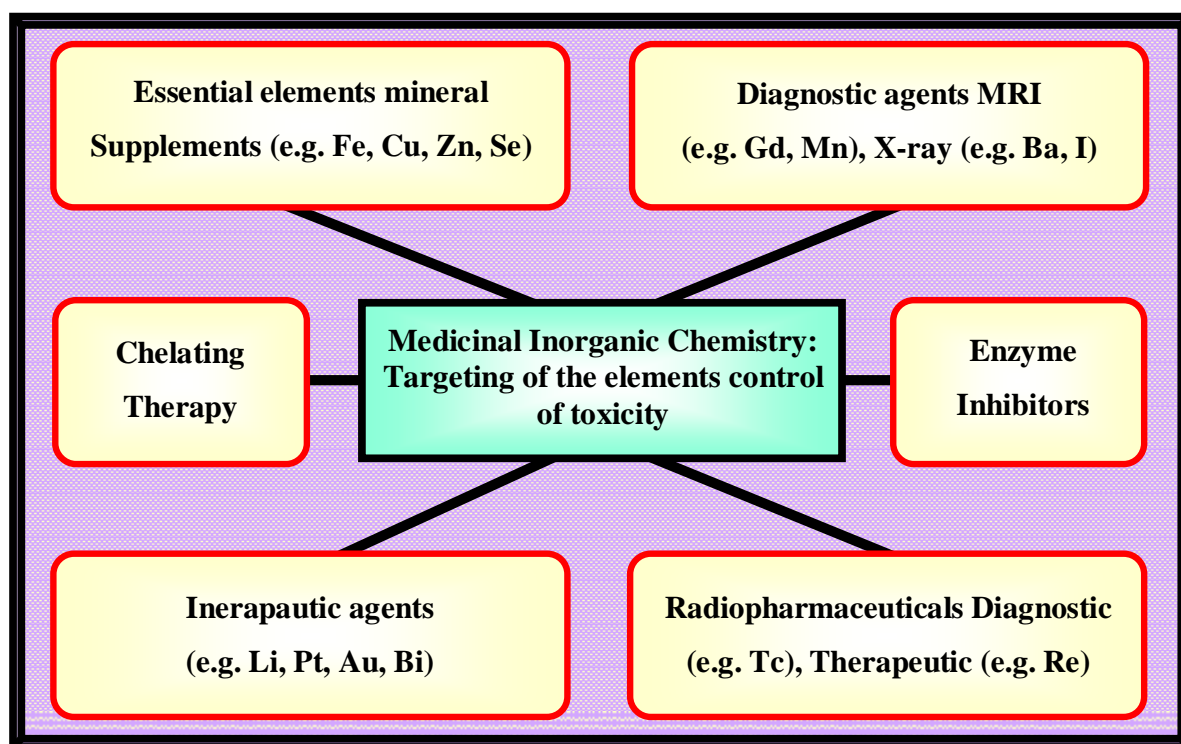 Essential elements mineral
Supplements (e.g. Fe, Cu, Zn, Se)
Diagnostic agents MRI
(e.g. Gd, Mn), X-ray (e.g. Ba, I)
Chelating
Therapy
Medicinal Inorganic Chemistry:
Targeting of the elements control
of toxicity
Enzyme
Inhibitors
Inerapautic agents
(e.g. Li, Pt, Au, Bi)
Radiopharmaceuticals Diagnostic
(e.g. Tc), Therapeutic (e.g. Re)